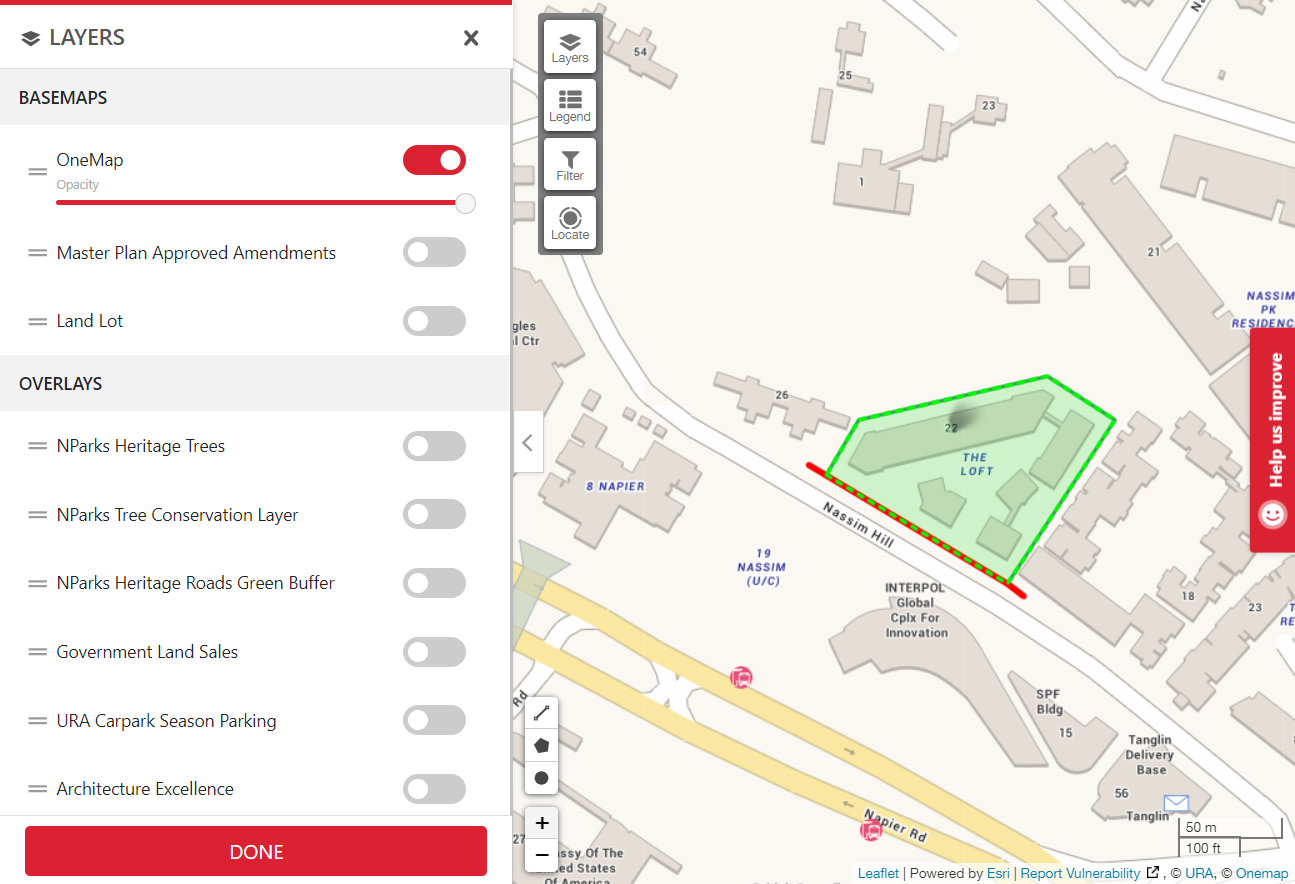 LAYERS
BASEMAPS
OneMap
Opacity
Master Plan Approved Amendments
Land Lot
OVERLAYS
NParks Heritage Trees
NParks Tree Conservation Layer
NParks Heritage Roads Green Buffer
Government Land Sales
URA Carpark Season Parking
Architecture Excellence
DONE
Layers
Legend
Filter
Locate
54
25
23
1
21
NASSIM
PK
RESIDENC
gles
l Ctr
26
22
THE
LOFT
8 NAPIER
Nassim Hill
19
NASSIM
(U/C)
INTERPOL
Global
Cplx For
Innovation
18
23
T
RE
Rd
SPF
Bldg
15
Tanglin
Delivery
Base
56
Tanglin
Napier Rd
27
ssy Of The
ted States
Of America
Help us improve
+
−
50 m
100 ft
Leaflet | Powered by Esri | Report Vulnerability , © URA, © Onemap